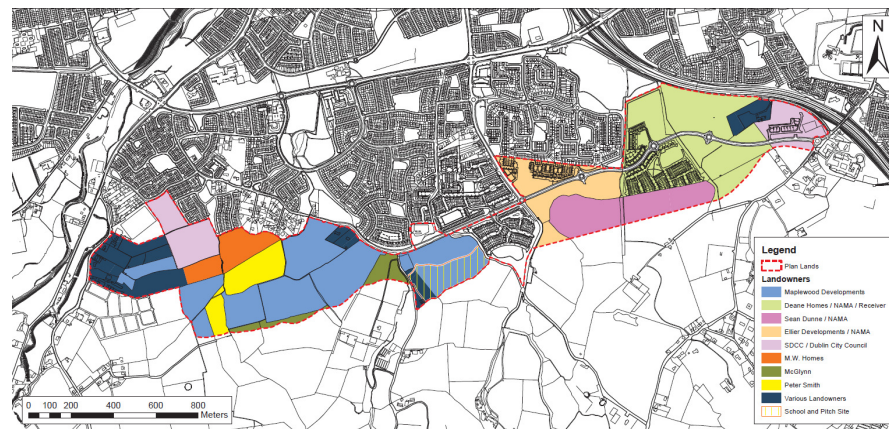 N
Legend
Plan Lands
Landowners
Maplewood Developments
Deane Homes / NAMA / Receiver
Sean Dunne / NAMA
Ellier Developments / NAMA
SDCC / Dublin City Council
M.W. Homes
McGlynn
Peter Smith
Various Landowners
School and Pitch Site
0 100 200 400 600 800
Meters